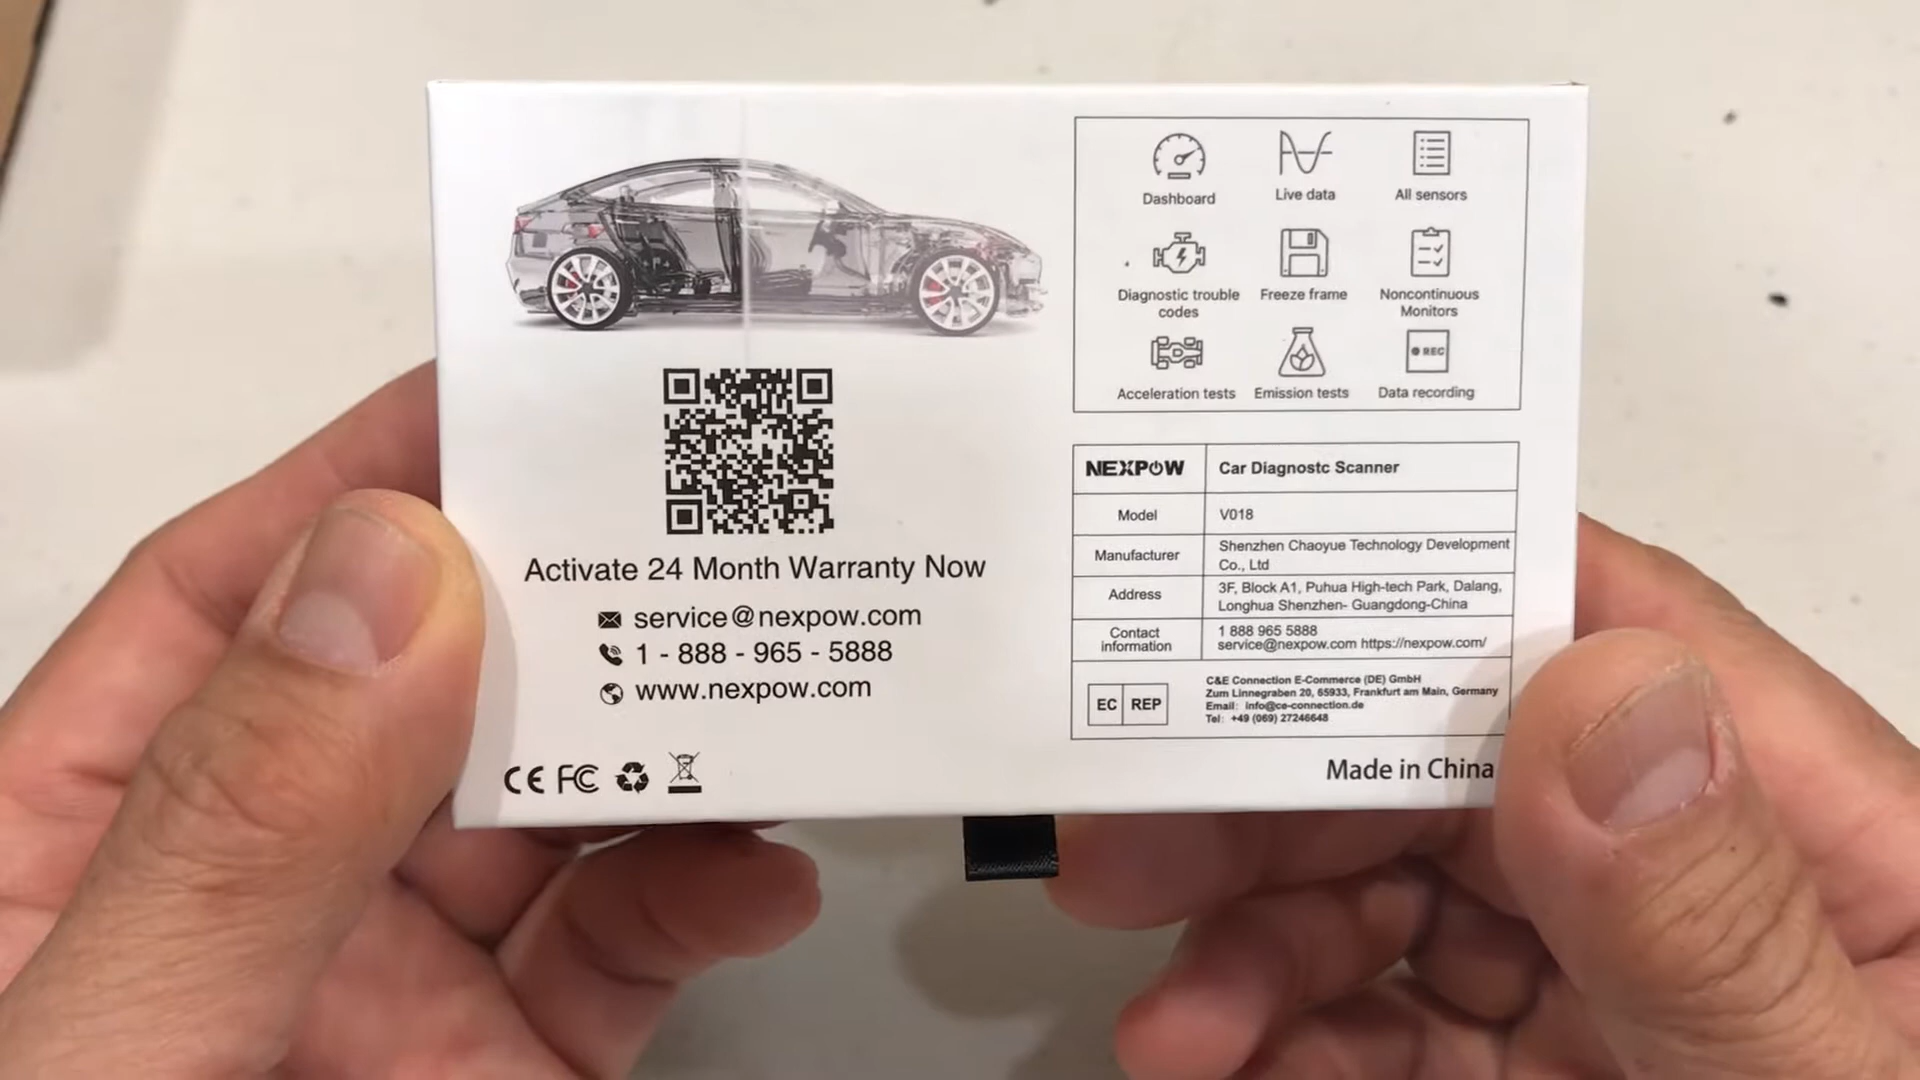 Dashboard
Live data
All sensors
Diagnostic trouble
codes
Freeze frame
Noncontinuous
Monitors
Acceleration tests
Emission tests
REC
Data recording
Activate 24 Month Warranty Now
service@nexpow.com
1 - 888 - 965 - 5888
www.nexpow.com
CE FC
NEXPOW
Car Diagnostc Scanner
Model
V018
Manufacturer
Shenzhen Chaoyue Technology Development
Co., Ltd
Address
3F, Block A1, Puhua High-tech Park, Dalang,
Longhua Shenzhen- Guangdong-China
Contact
information
1 888 965 5888
service@nexpow.com https://nexpow.com/
EC REP
C&E Connection E-Commerce (DE) GmbH
Zum Linnegraben 20, 65933, Frankfurt am Main, Germany
Email: info@ce-connection.de
Tel: +49 (069) 27246648
Made in China